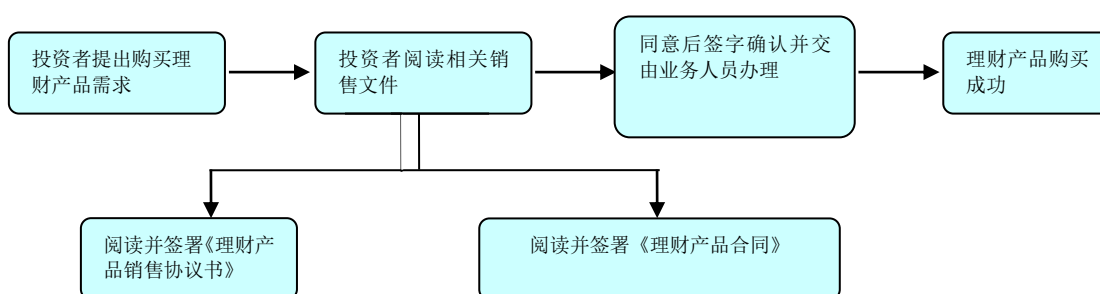 投资者提出购买理
财产品需求
投资者阅读相关销
售文件
同意后签字确认并交
由业务人员办理
理财产品购买
成功
阅读并签署《理财产
品销售协议书》
阅读并签署《理财产品合同》